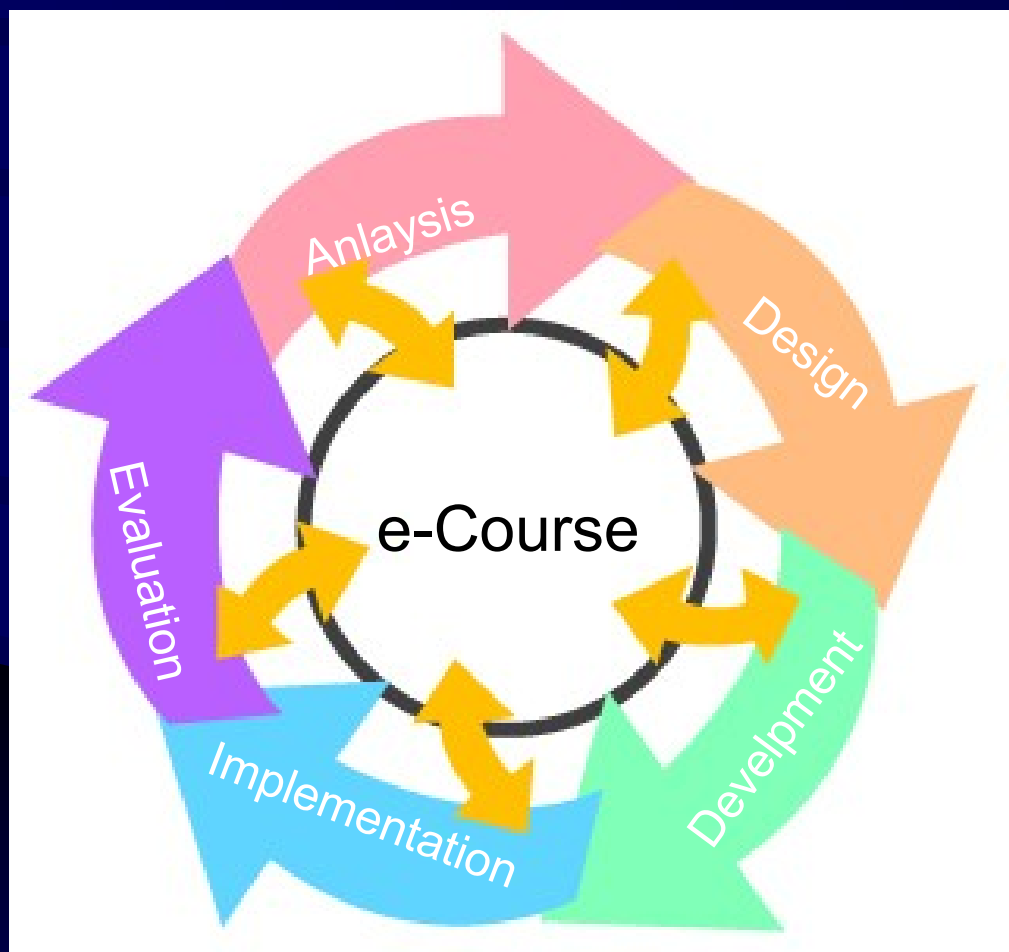 Anlaysis
Design
e-Course
Evaluation
Develpment
Implementation